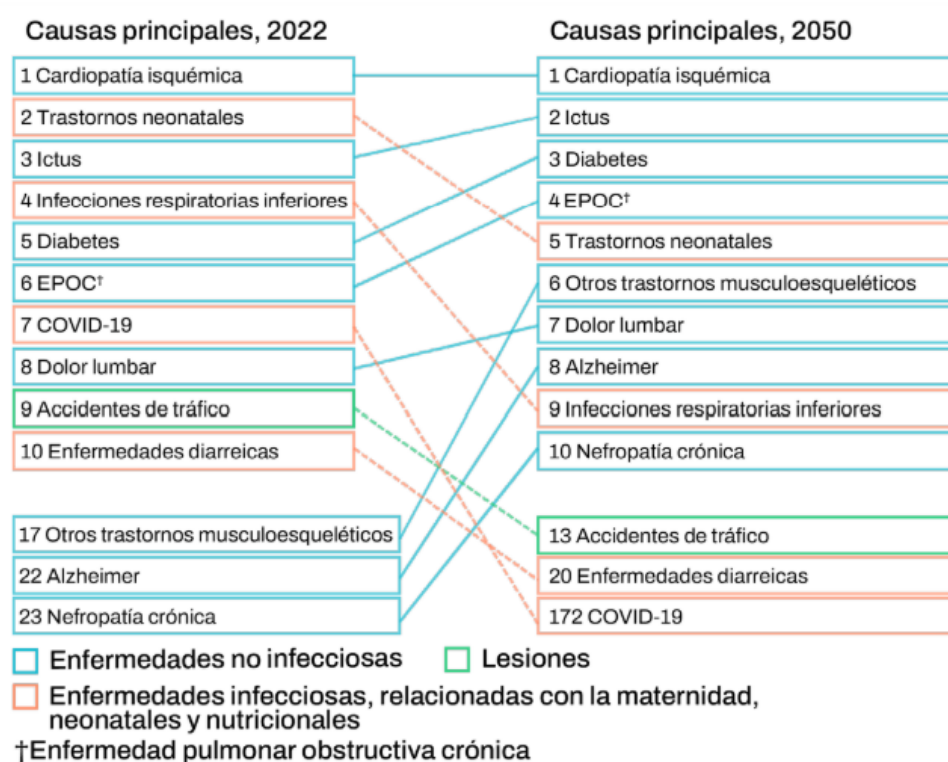 Causas principales, 2022
1 Cardiopatía isquémica
2 Trastornos neonatales
3 Ictus
4 Infecciones respiratorias inferiores
5 Diabetes
6 EPOC†
7 COVID-19
8 Dolor lumbar
9 Accidentes de tráfico
10 Enfermedades diarreicas
17 Otros trastornos musculoesqueléticos
22 Alzheimer
23 Nefropatía crónica
Causas principales, 2050
1 Cardiopatía isquémica
2 Ictus
3 Diabetes
4 EPOC†
5 Trastornos neonatales
6 Otros trastornos musculoesqueléticos
7 Dolor lumbar
8 Alzheimer
9 Infecciones respiratorias inferiores
10 Nefropatía crónica
13 Accidentes de tráfico
20 Enfermedades diarreicas
172 COVID-19
Enfermedades no infecciosas
Lesiones
Enfermedades infecciosas, relacionadas con la maternidad,
neonatales y nutricionales
†Enfermedad pulmonar obstructiva crónica